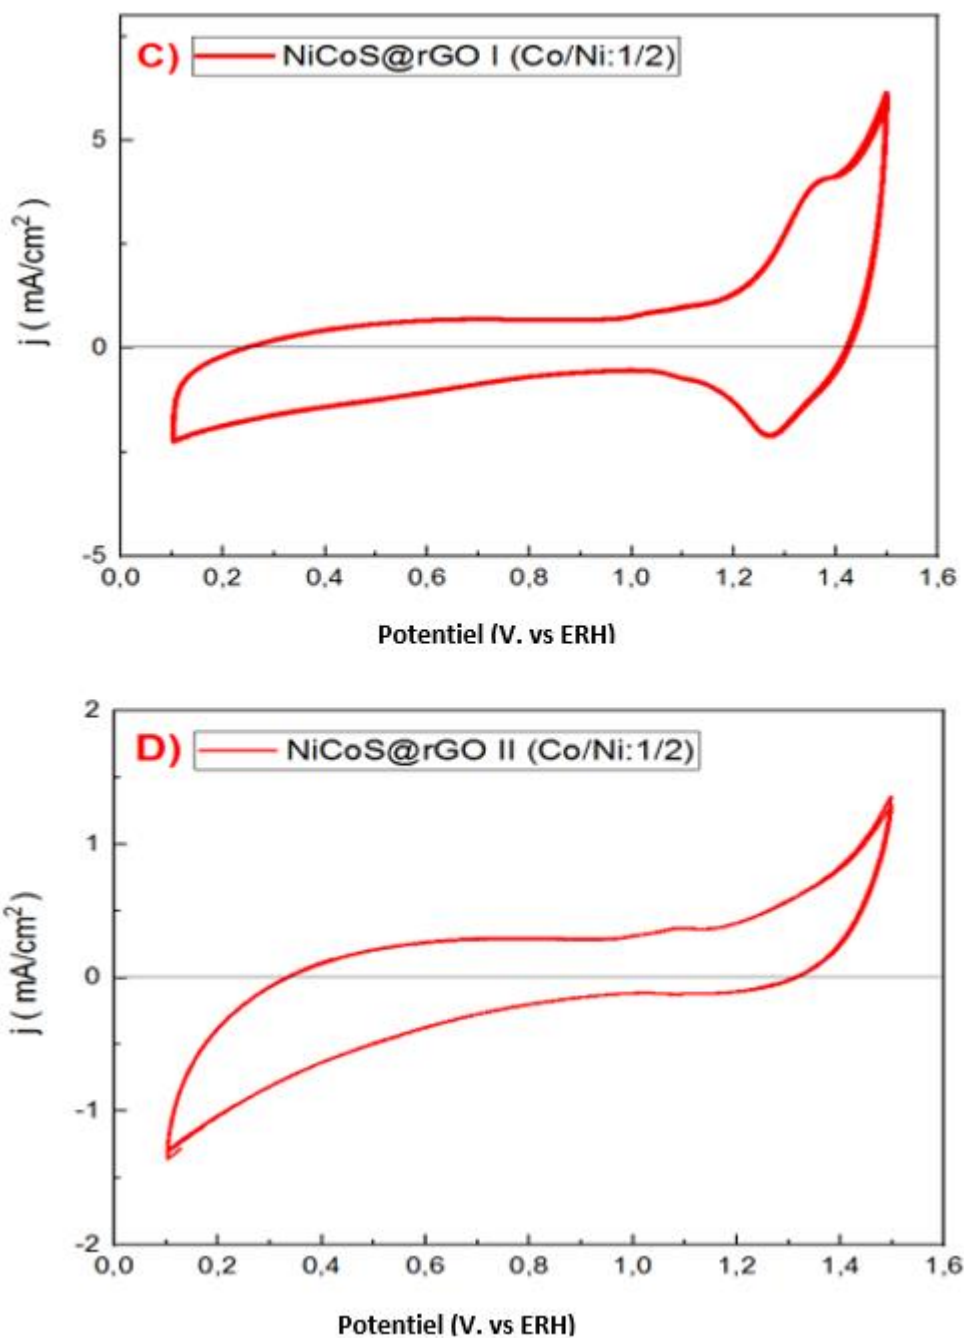 C) NiCoS@rGO I (Co/Ni:1/2)
5
j ( mA/cm²)
0
-5
0,0 0,2 0,4 0,6 0,8 1,0 1,2 1,4 1,6
Potentiel (V. vs ERH)
2
D) NiCoS@rGO II (Co/Ni:1/2)
1
j ( mA/cm²)
0
-1
-2
0,0 0,2 0,4 0,6 0,8 1,0 1,2 1,4 1,6
Potentiel (V. vs ERH)